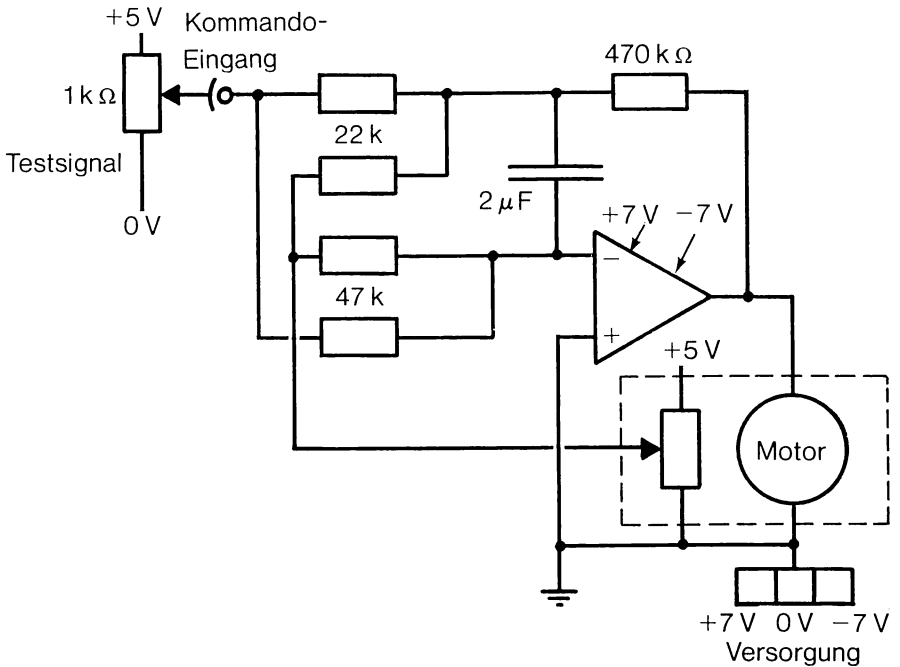 +5 V
Kommando-
Eingang
470 kΩ
1 kΩ
22 k
Testsignal
2 μF
+7 V
−7 V
0 V
−
47 k
+
+5 V
Motor
+7 V 0 V −7 V
Versorgung